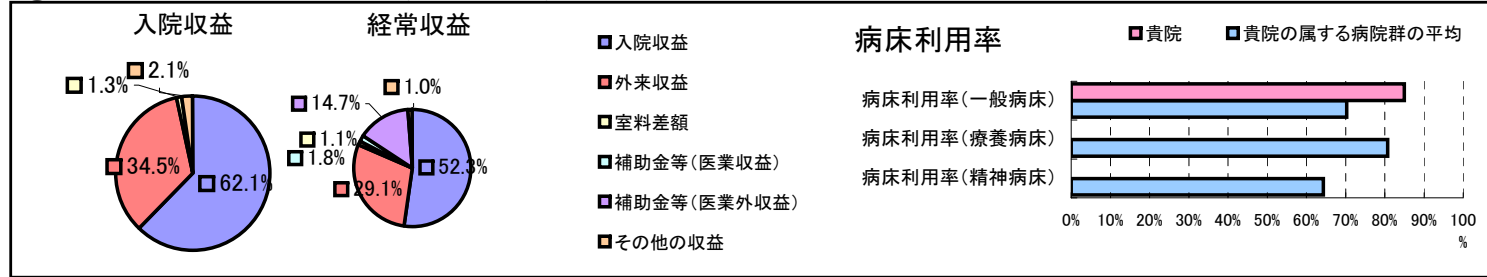 入院収益
2.1%
1.3%
34.5%
62.1%
経常収益
1.0%
14.7%
1.1%
1.8%
29.1%
52.3%
入院収益
外来収益
室料差額
補助金等(医業収益)
補助金等(医業外収益)
その他の収益
病床利用率
貴院
貴院の属する病院群の平均
病床利用率(一般病床)
病床利用率(療養病床)
病床利用率(精神病床)
0% 10% 20% 30% 40% 50% 60% 70% 80% 90% 100
%